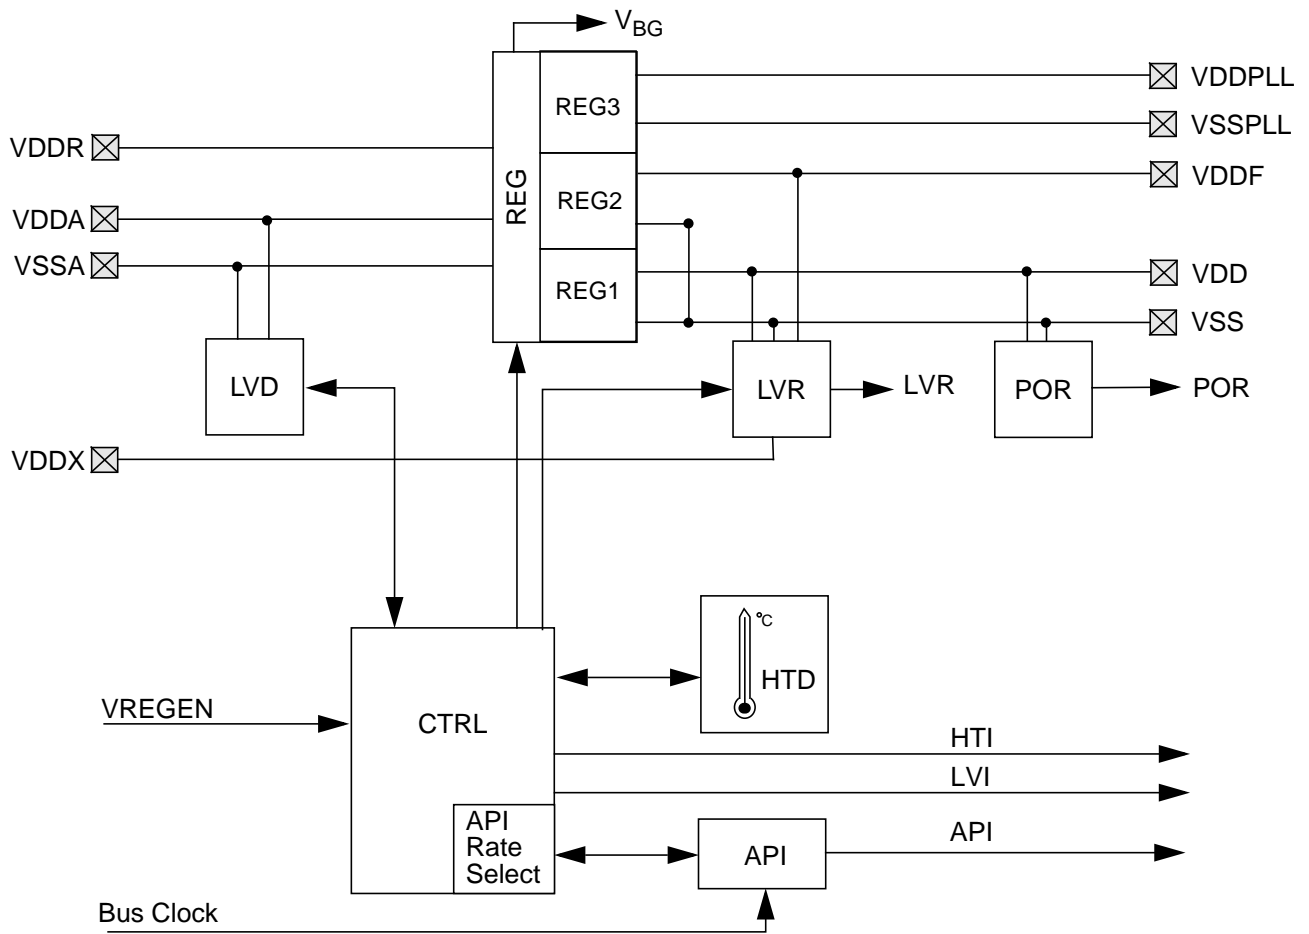 VBG
VDDPLL
REG3
VSSPLL
VDDR
VDDF
REG
REG2
VDDA
VSSA
VDD
REG1
VSS
LVD
LVR
LVR
POR
POR
VDDX
°C
HTD
VREGEN
CTRL
HTI
LVI
API
Rate
Select
API
API
Bus Clock